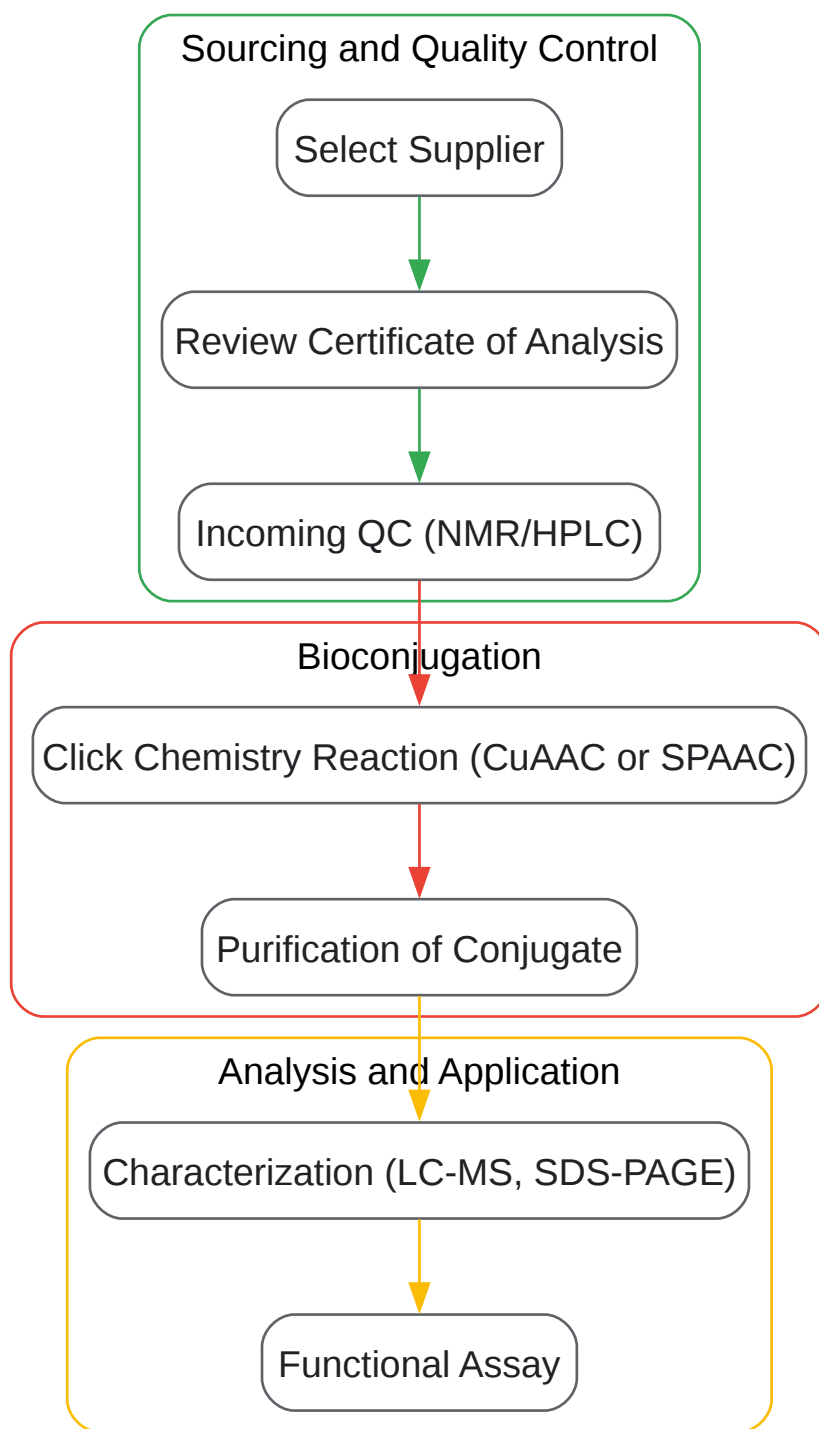 Sourcing and Quality Control
Select Supplier
Review Certificate of Analysis
Incoming QC (NMR/HPLC)
Bioconjugation
Click Chemistry Reaction (CuAAC or SPAAC)
Purification of Conjugate
Analysis and Application
Characterization (LC-MS, SDS-PAGE)
Functional Assay